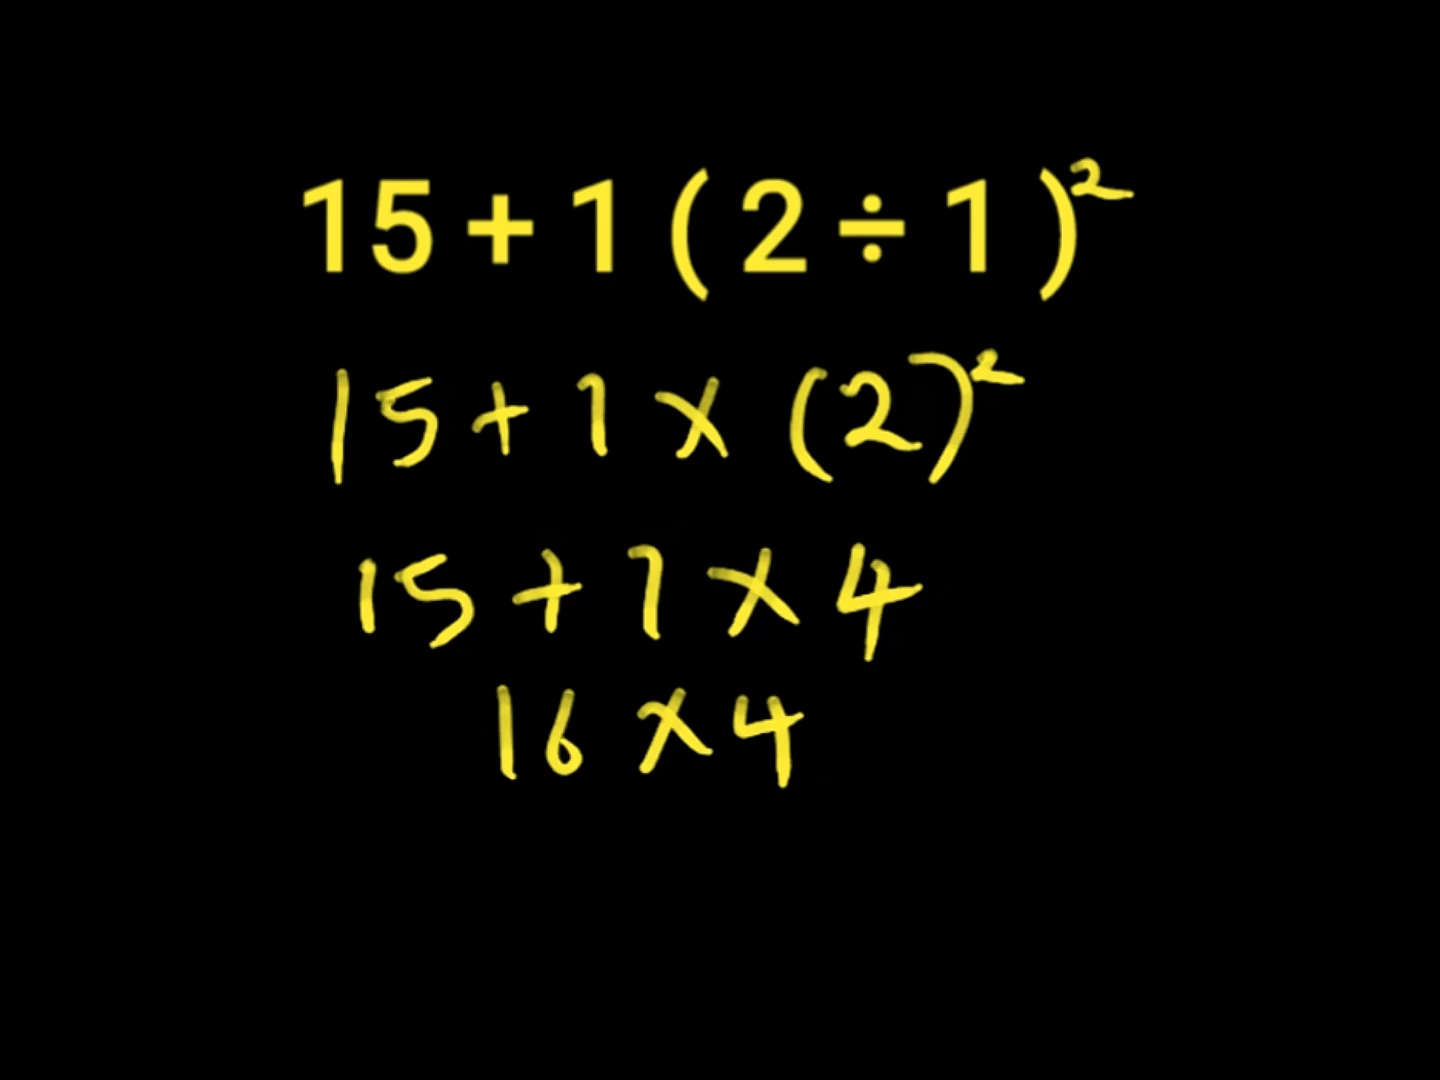 15 + 1 ( 2 ÷ 1 )²
15 + 1 × (2)²
15 + 1 × 4
16 × 4